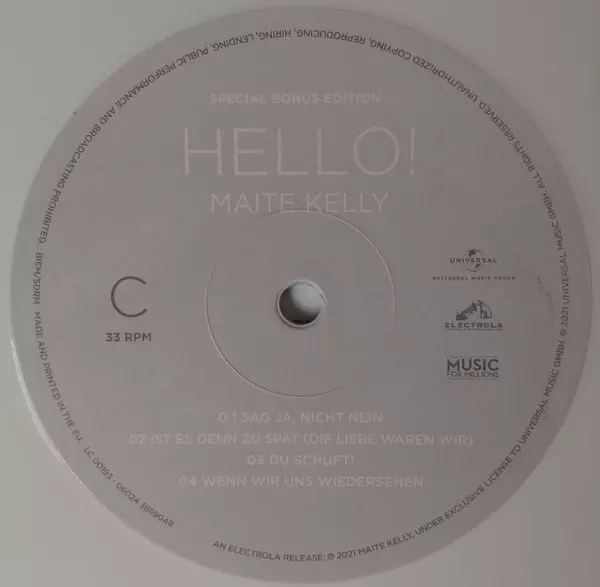 SPECIAL BONUS EDITION
HELLO!
MAITE KELLY
C
33 RPM
UNIVERSAL
UNIVERSAL MUSIC GROUP
ELECTROLA
MUSIC
FOR MILLIONS
01 SAG JA, NICHT NEIN
02 IST ES DENN ZU SPÄT (DIE LIEBE WAREN WIR)
03 DU SCHUFT!
04 WENN WIR UNS WIEDERSEHEN
AN ELECTROLA RELEASE; ℗ 2021 MAITE KELLY, UNDER EXCLUSIVE LICENSE TO UNIVERSAL MUSIC GMBH © 2021 UNIVERSAL MUSIC GMBH. ALL RIGHTS RESERVED. UNAUTHORIZED COPYING, REPRODUCING, HIRING, LENDING, PUBLIC PERFORMANCE AND BROADCASTING PROHIBITED. BIEM/SDRM MADE AND PRINTED IN THE EU. LC 00193 · 06024 3869048